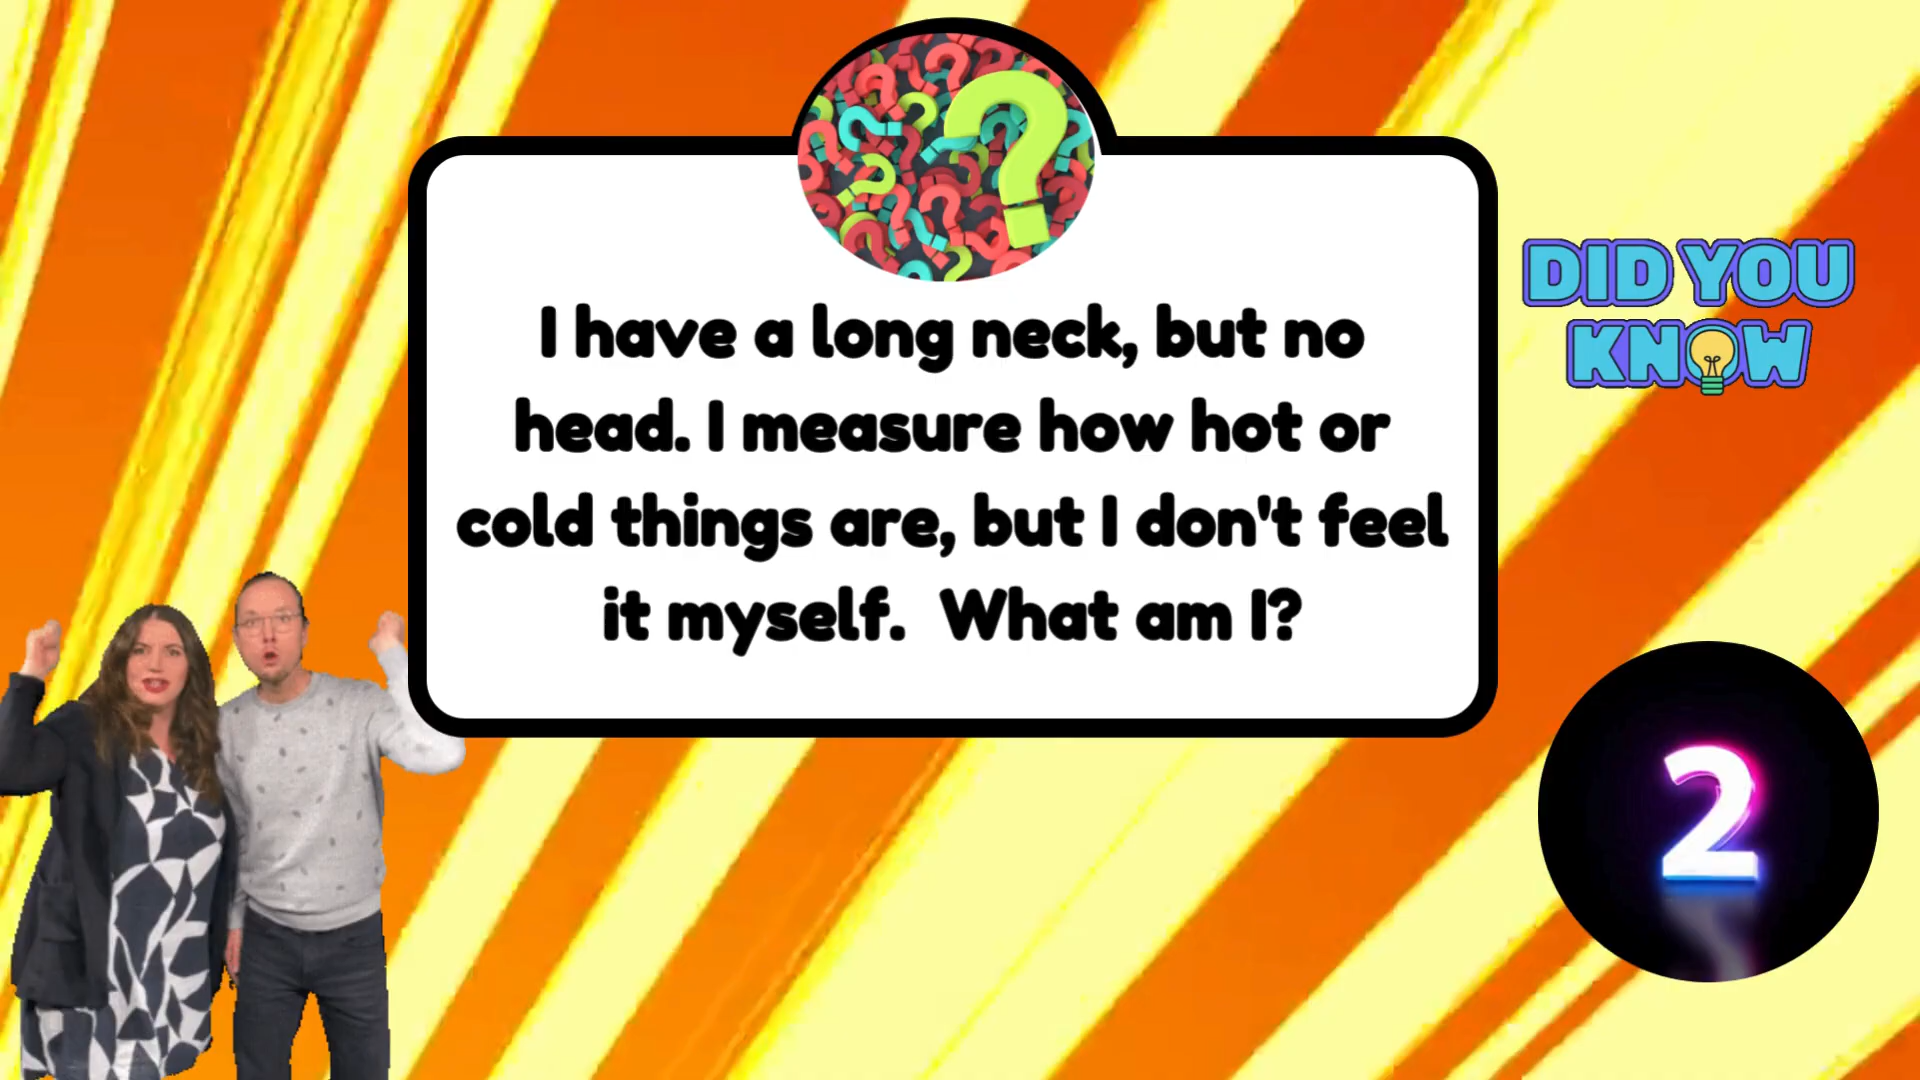 I have a long neck, but no
head. I measure how hot or
cold things are, but I don't feel
it myself.  What am I?
DID YOU
KNOW
2